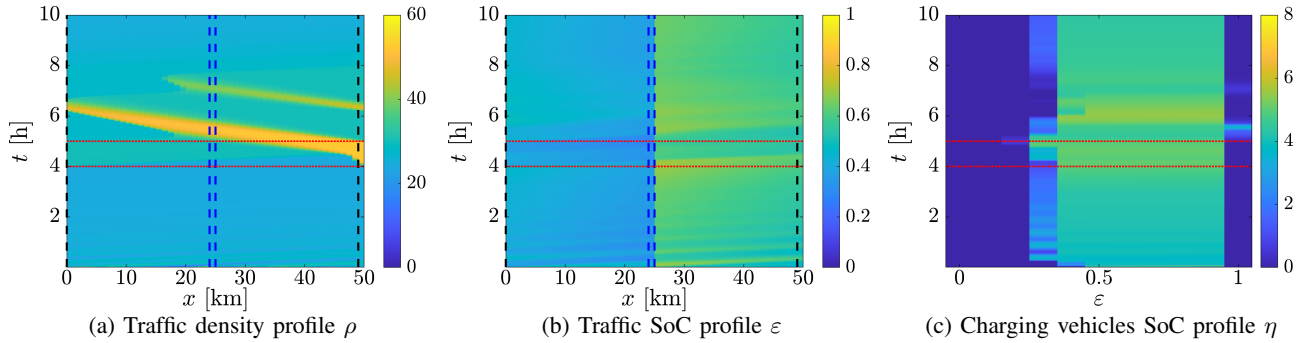 10
8
6
4
2
t [h]
0 10 20 30 40 50
x [km]
60
40
20
0
(a) Traffic density profile ρ
10
8
6
4
2
t [h]
0 10 20 30 40 50
x [km]
1
0.8
0.6
0.4
0.2
0
(b) Traffic SoC profile ε
10
8
6
4
2
t [h]
0 0.5 1
ε
8
6
4
2
0
(c) Charging vehicles SoC profile η